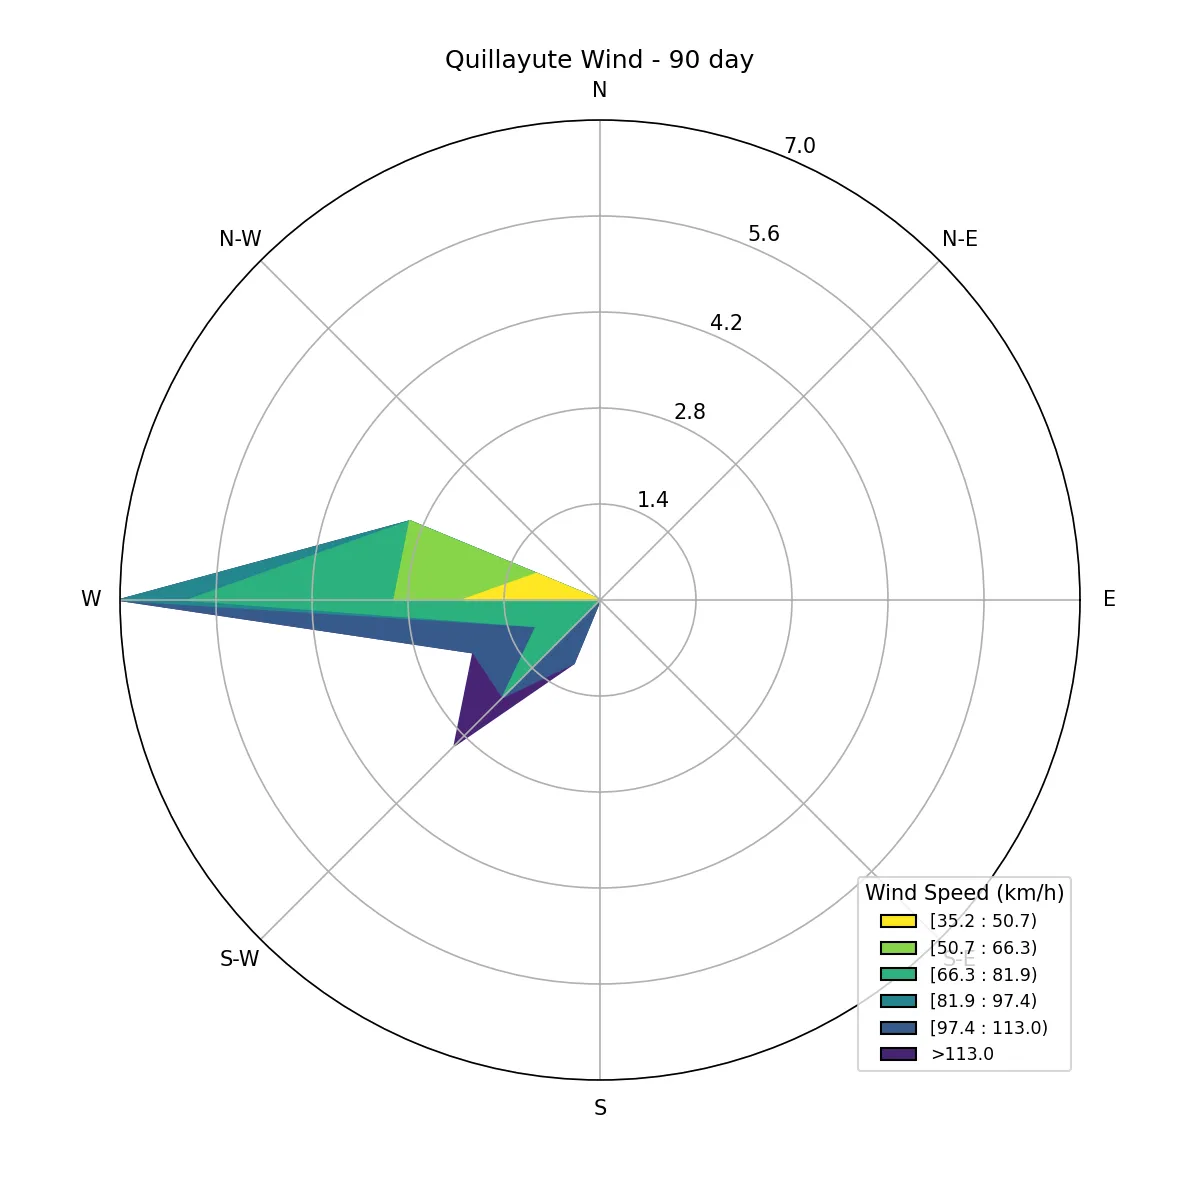 Quillayute Wind - 90 day
N
7.0
N-W
5.6
N-E
4.2
2.8
1.4
W
E
S-W
S-E
S
Wind Speed (km/h)
[35.2 : 50.7)
[50.7 : 66.3)
[66.3 : 81.9)
[81.9 : 97.4)
[97.4 : 113.0)
>113.0